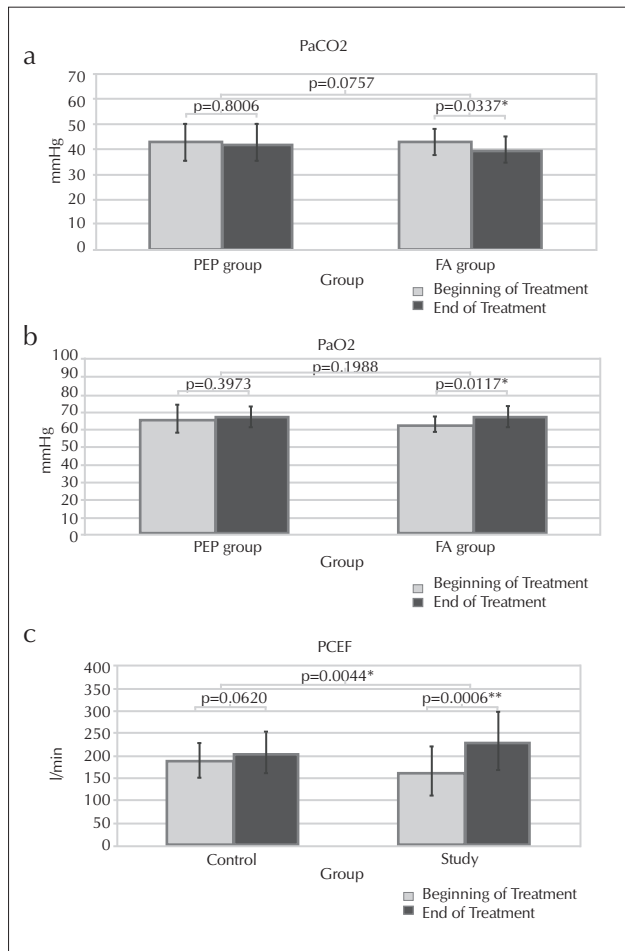 a
PaCO2
70
60
50
40
30
20
10
0
mmHg
p=0.0757
p=0.8006
p=0.0337*
PEP group
FA group
Group
Beginning of Treatment
End of Treatment
b
PaO2
100
90
80
70
60
50
40
30
20
10
0
mmHg
p=0.1988
p=0.3973
p=0.0117*
PEP group
FA group
Group
Beginning of Treatment
End of Treatment
c
PCEF
400
350
300
250
200
150
100
50
0
l/min
p=0.0044*
p=0.0620
p=0.0006**
Control
Study
Group
Beginning of Treatment
End of Treatment